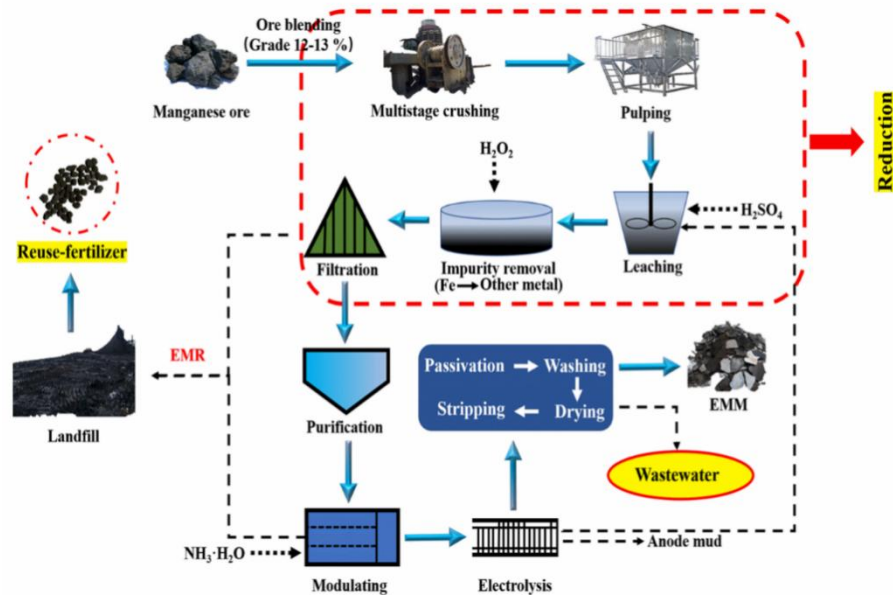 Ore blending
(Grade 12-13 %)
Manganese ore
Multistage crushing
Pulping
Reduction
H₂O₂
H₂SO₄
Reuse-fertilizer
Filtration
Impurity removal
(Fe→Other metal)
Leaching
EMR
Passivation → Washing
Stripping ← Drying
EMM
Landfill
Purification
Wastewater
NH₃·H₂O
Anode mud
Modulating
Electrolysis